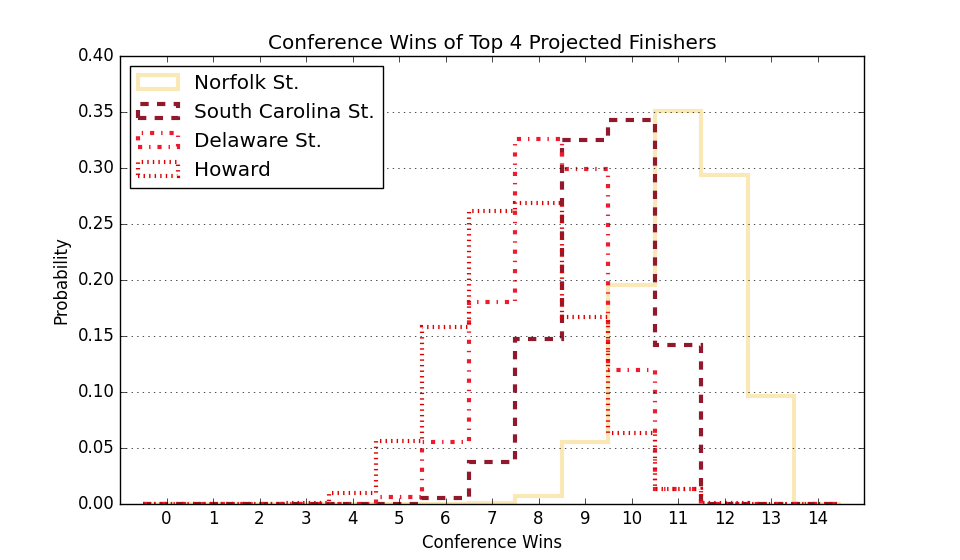 Conference Wins of Top 4 Projected Finishers
0.40
0.35
0.30
0.25
0.20
0.15
0.10
0.05
0.00
Probability
Norfolk St.
South Carolina St.
Delaware St.
Howard
0 1 2 3 4 5 6 7 8 9 10 11 12 13 14
Conference Wins